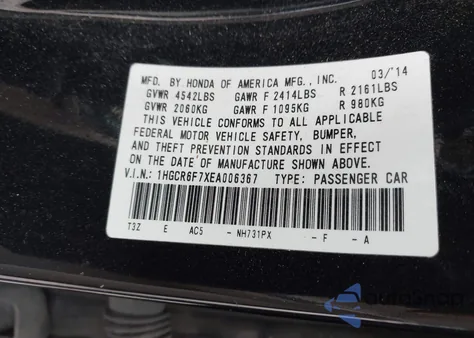 MFD. BY HONDA OF AMERICA MFG., INC. 03/'14
GVWR 4542LBS GAWR F 2414LBS R 2161LBS
GVWR 2060KG GAWR F 1095KG R 980KG
THIS VEHICLE CONFORMS TO ALL APPLICABLE
FEDERAL MOTOR VEHICLE SAFETY, BUMPER,
AND THEFT PREVENTION STANDARDS IN EFFECT
ON THE DATE OF MANUFACTURE SHOWN ABOVE.
V.I.N.: 1HGCR6F7XEA006367 TYPE: PASSENGER CAR
T3Z E AC5 - NH731PX - F - A
AutoShop